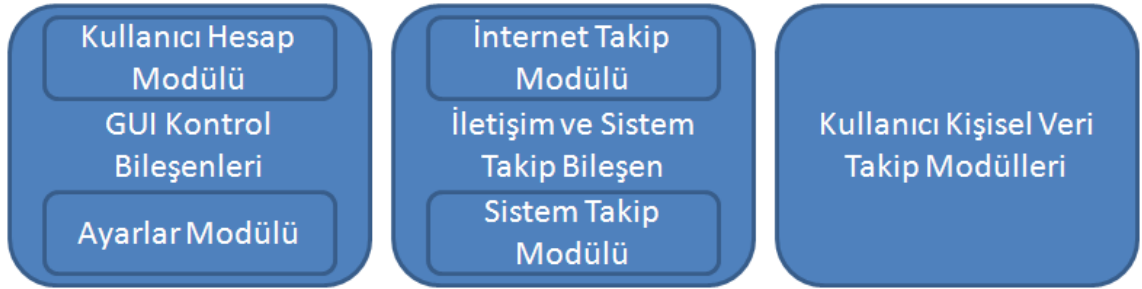 Kullanıcı Hesap
Modülü
GUI Kontrol
Bileşenleri
Ayarlar Modülü
İnternet Takip
Modülü
İletişim ve Sistem
Takip Bileşen
Sistem Takip
Modülü
Kullanıcı Kişisel Veri
Takip Modülleri